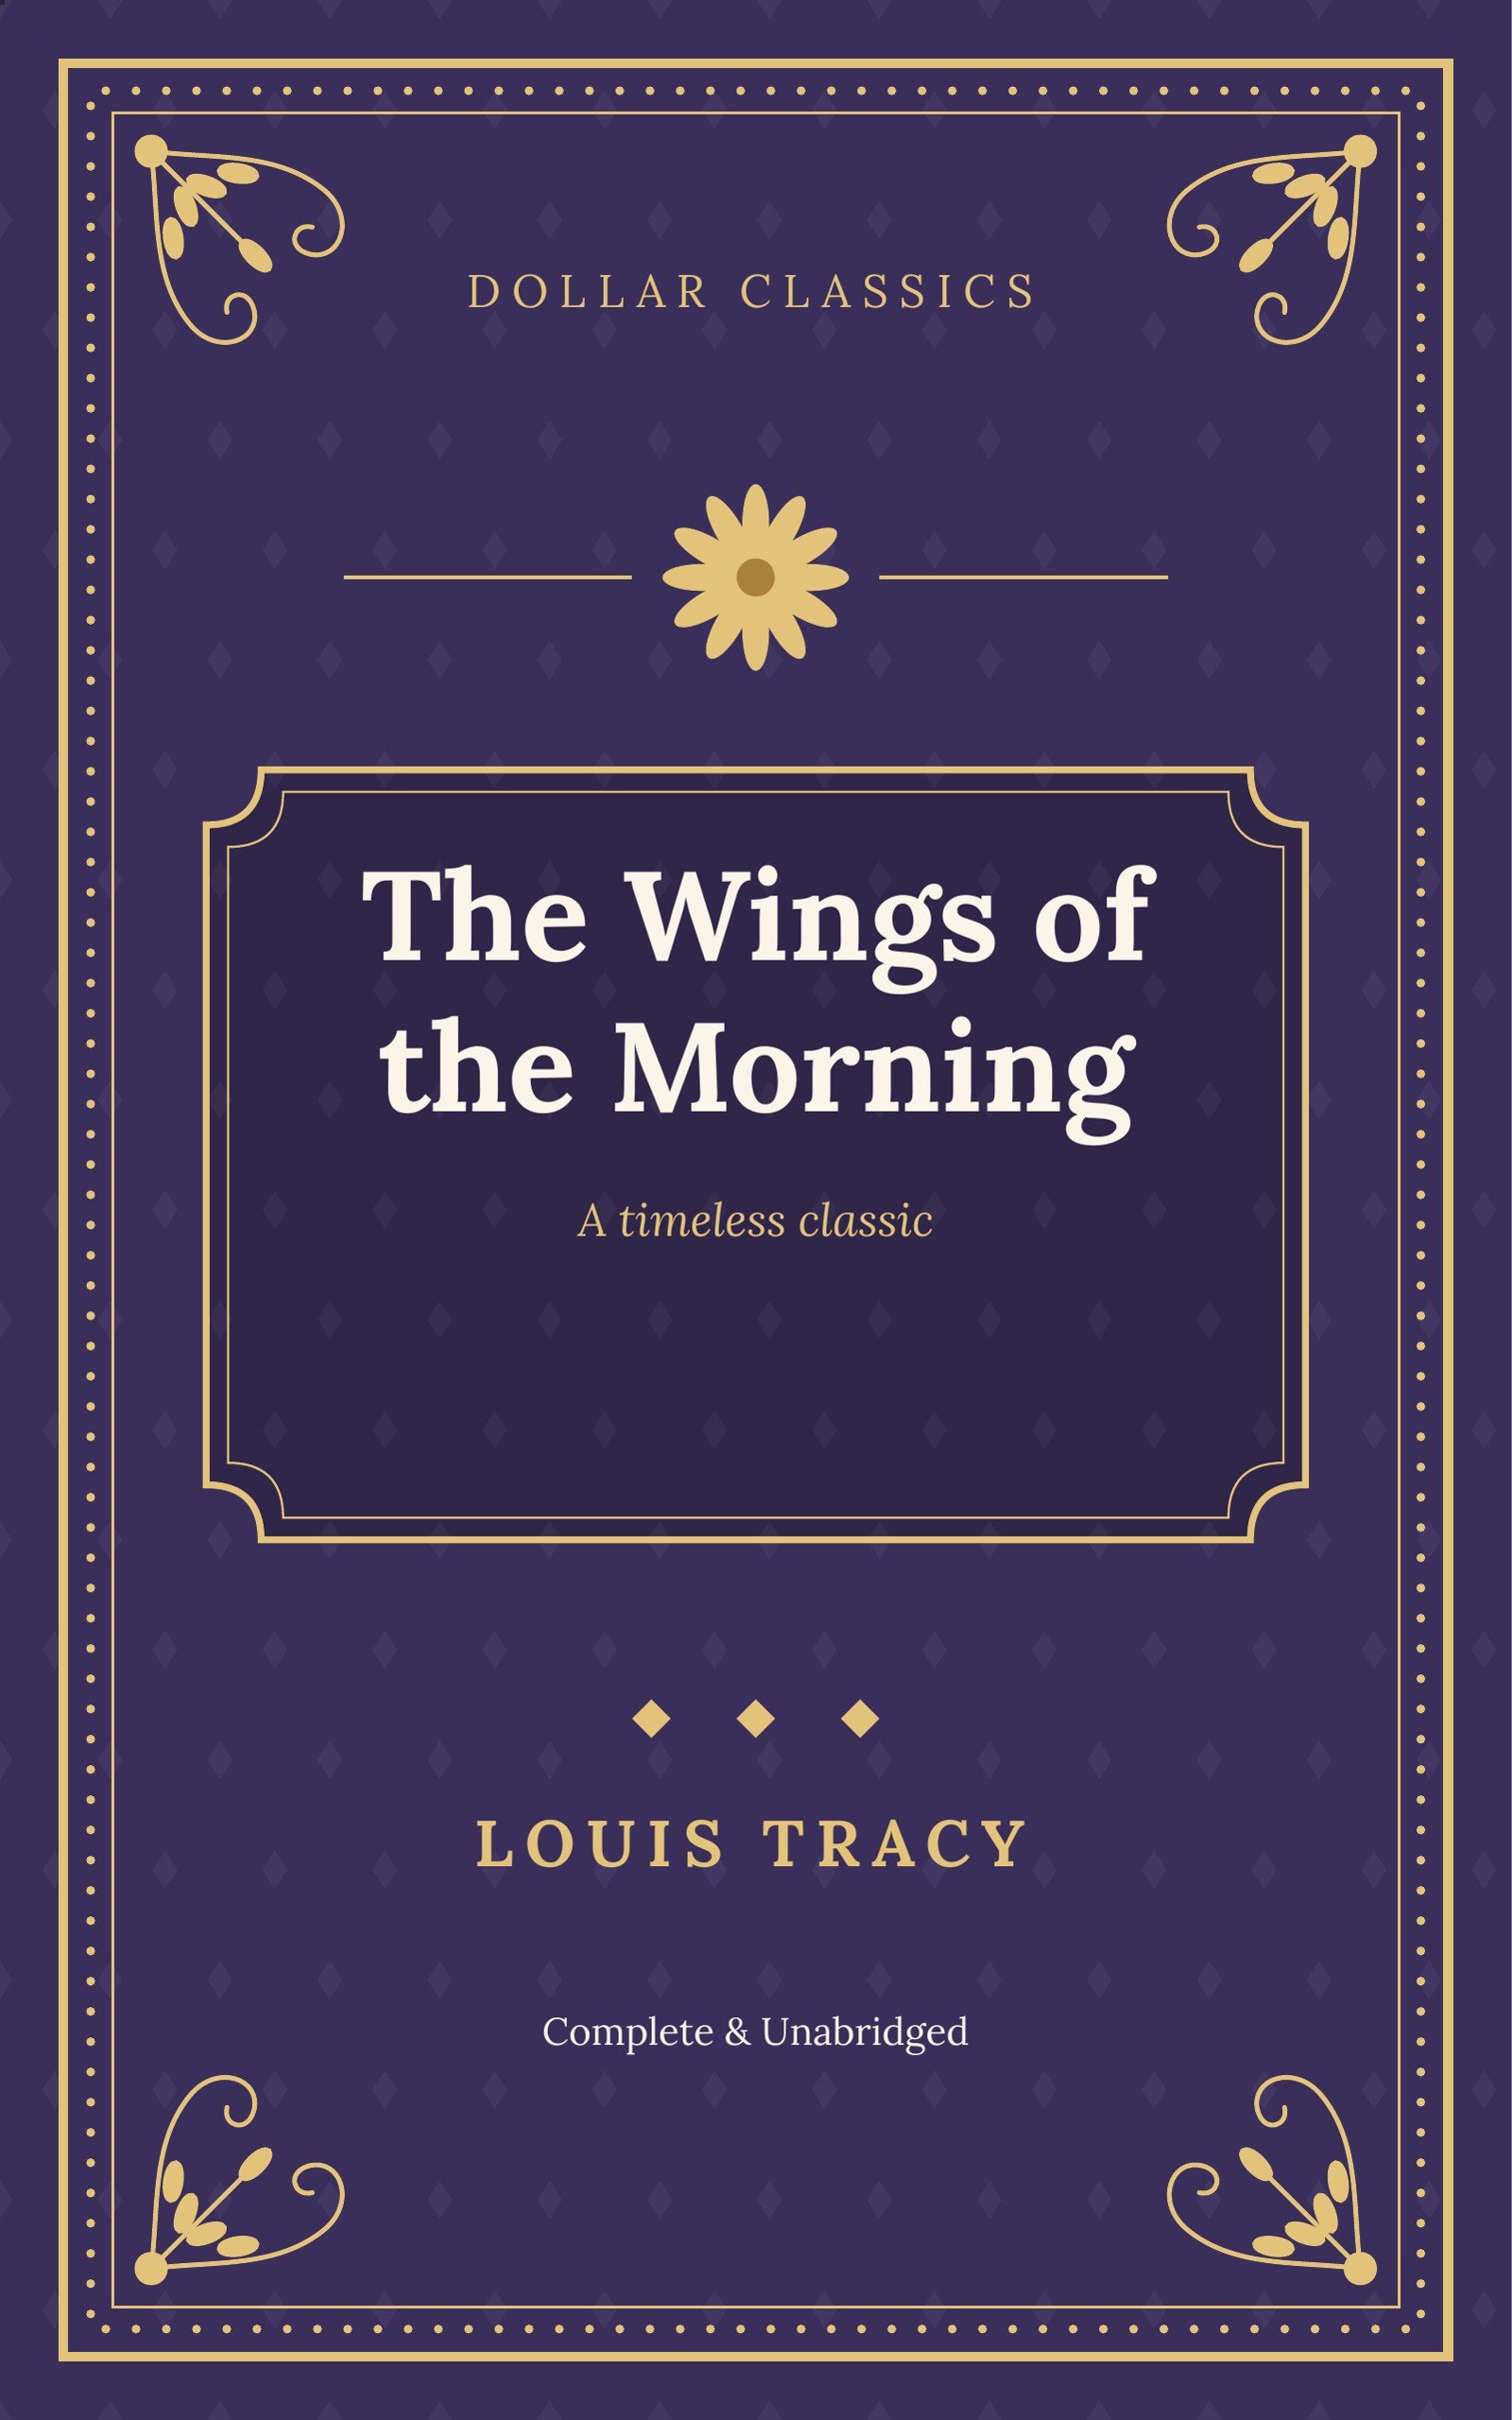 DOLLAR CLASSICS
The Wings of
the Morning
A timeless classic
LOUIS TRACY
Complete & Unabridged